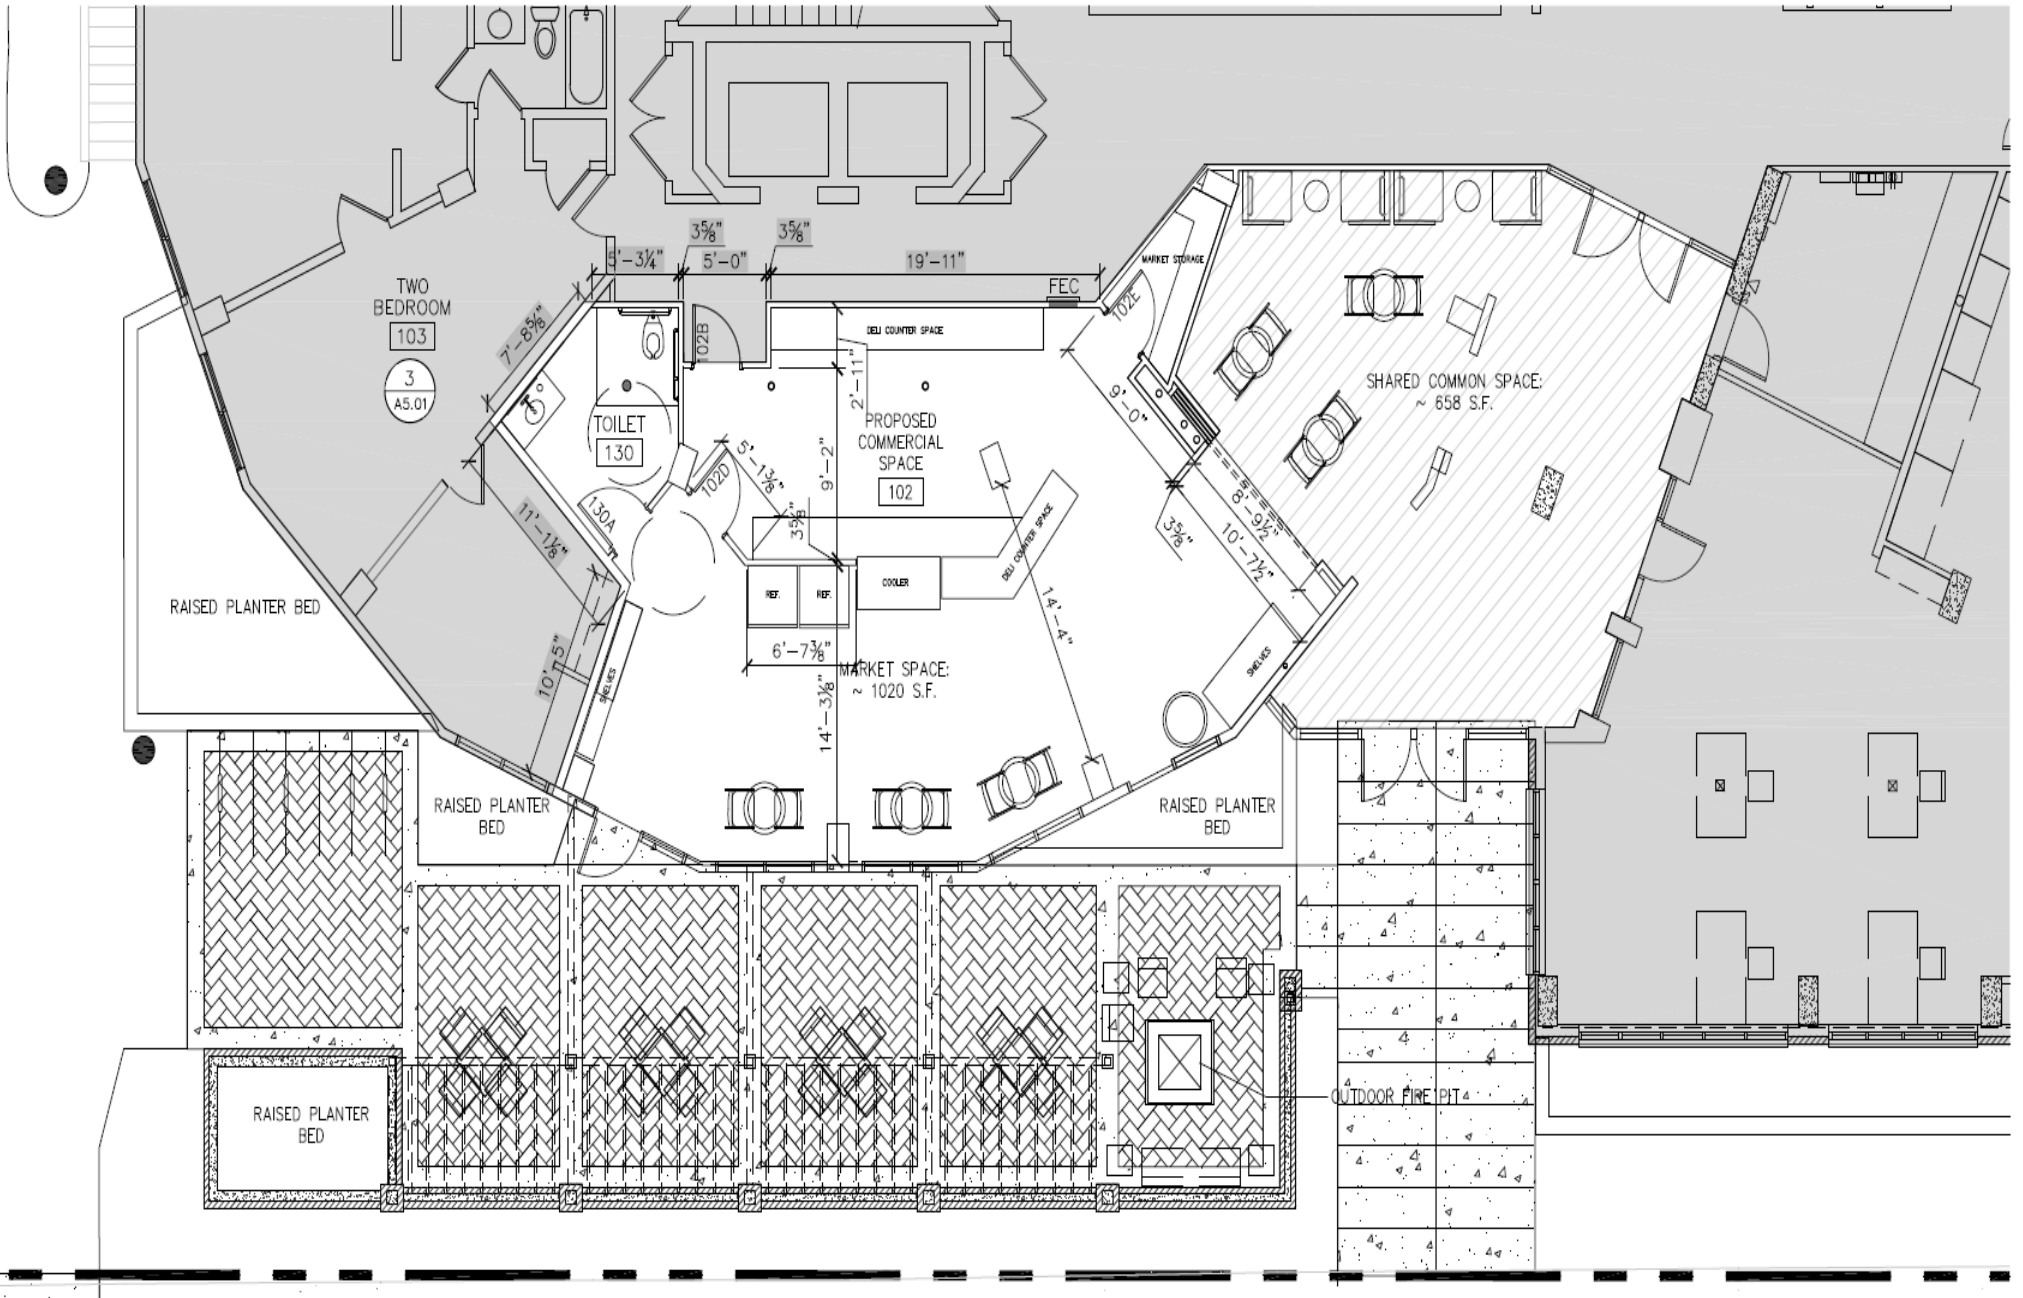 3⅝"
3⅝"
5'-3¼"
5'-0"
19'-11"
MARKET STORAGE
FEC
102E
TWO
BEDROOM
103
3
A5.01
7'-8⅝"
102B
DELI COUNTER SPACE
2'-11"
SHARED COMMON SPACE:
~ 658 S.F.
9'-0"
TOILET
130
PROPOSED
COMMERCIAL
SPACE
102
5'-1⅜"
102D
9'-2"
3⅝"
130A
11'-1⅛"
8'-9½"
10'-7½"
3⅝"
DELI COUNTER SPACE
COOLER
REF.
REF.
RAISED PLANTER BED
14'-4"
6'-7⅜"
MARKET SPACE:
~ 1020 S.F.
SHELVES
SHELVES
14'-3⅛"
RAISED PLANTER
BED
RAISED PLANTER
BED
OUTDOOR FIRE PIT
RAISED PLANTER
BED